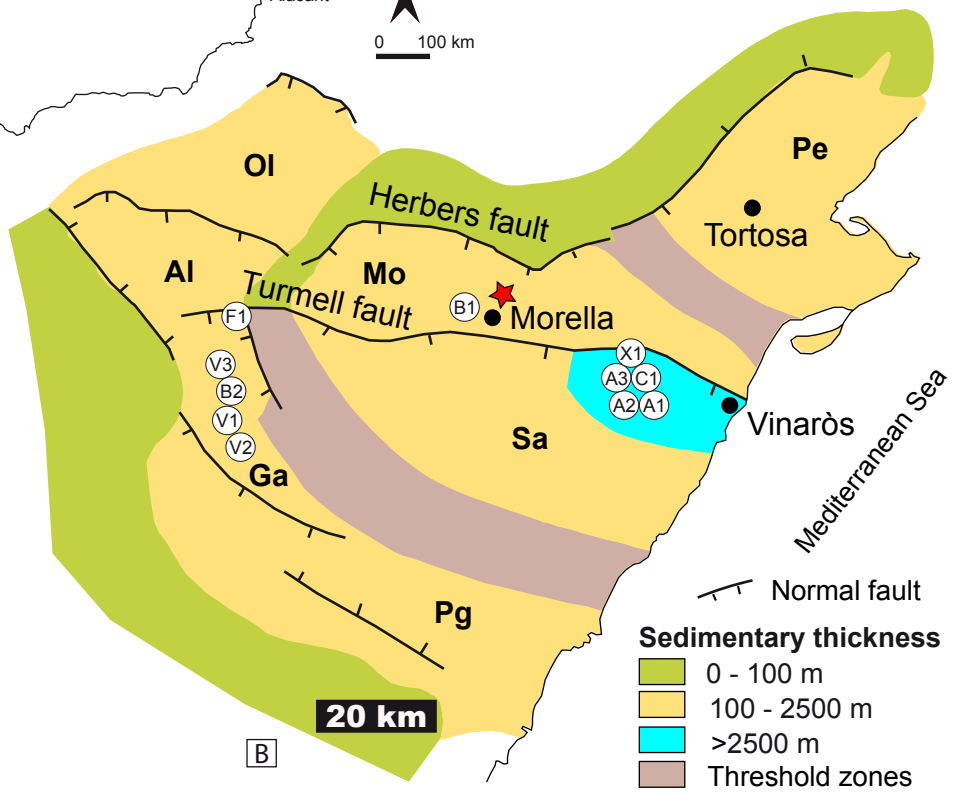 0 100 km
Ol
Pe
Herbers fault
Tortosa
Al
Mo
Turmell fault
B1
Morella
F1
X1
V3
A3
C1
B2
A2
A1
V1
Vinaròs
V2
Sa
Ga
Mediterranean Sea
Normal fault
Pg
Sedimentary thickness
0 - 100 m
100 - 2500 m
20 km
>2500 m
B
Threshold zones